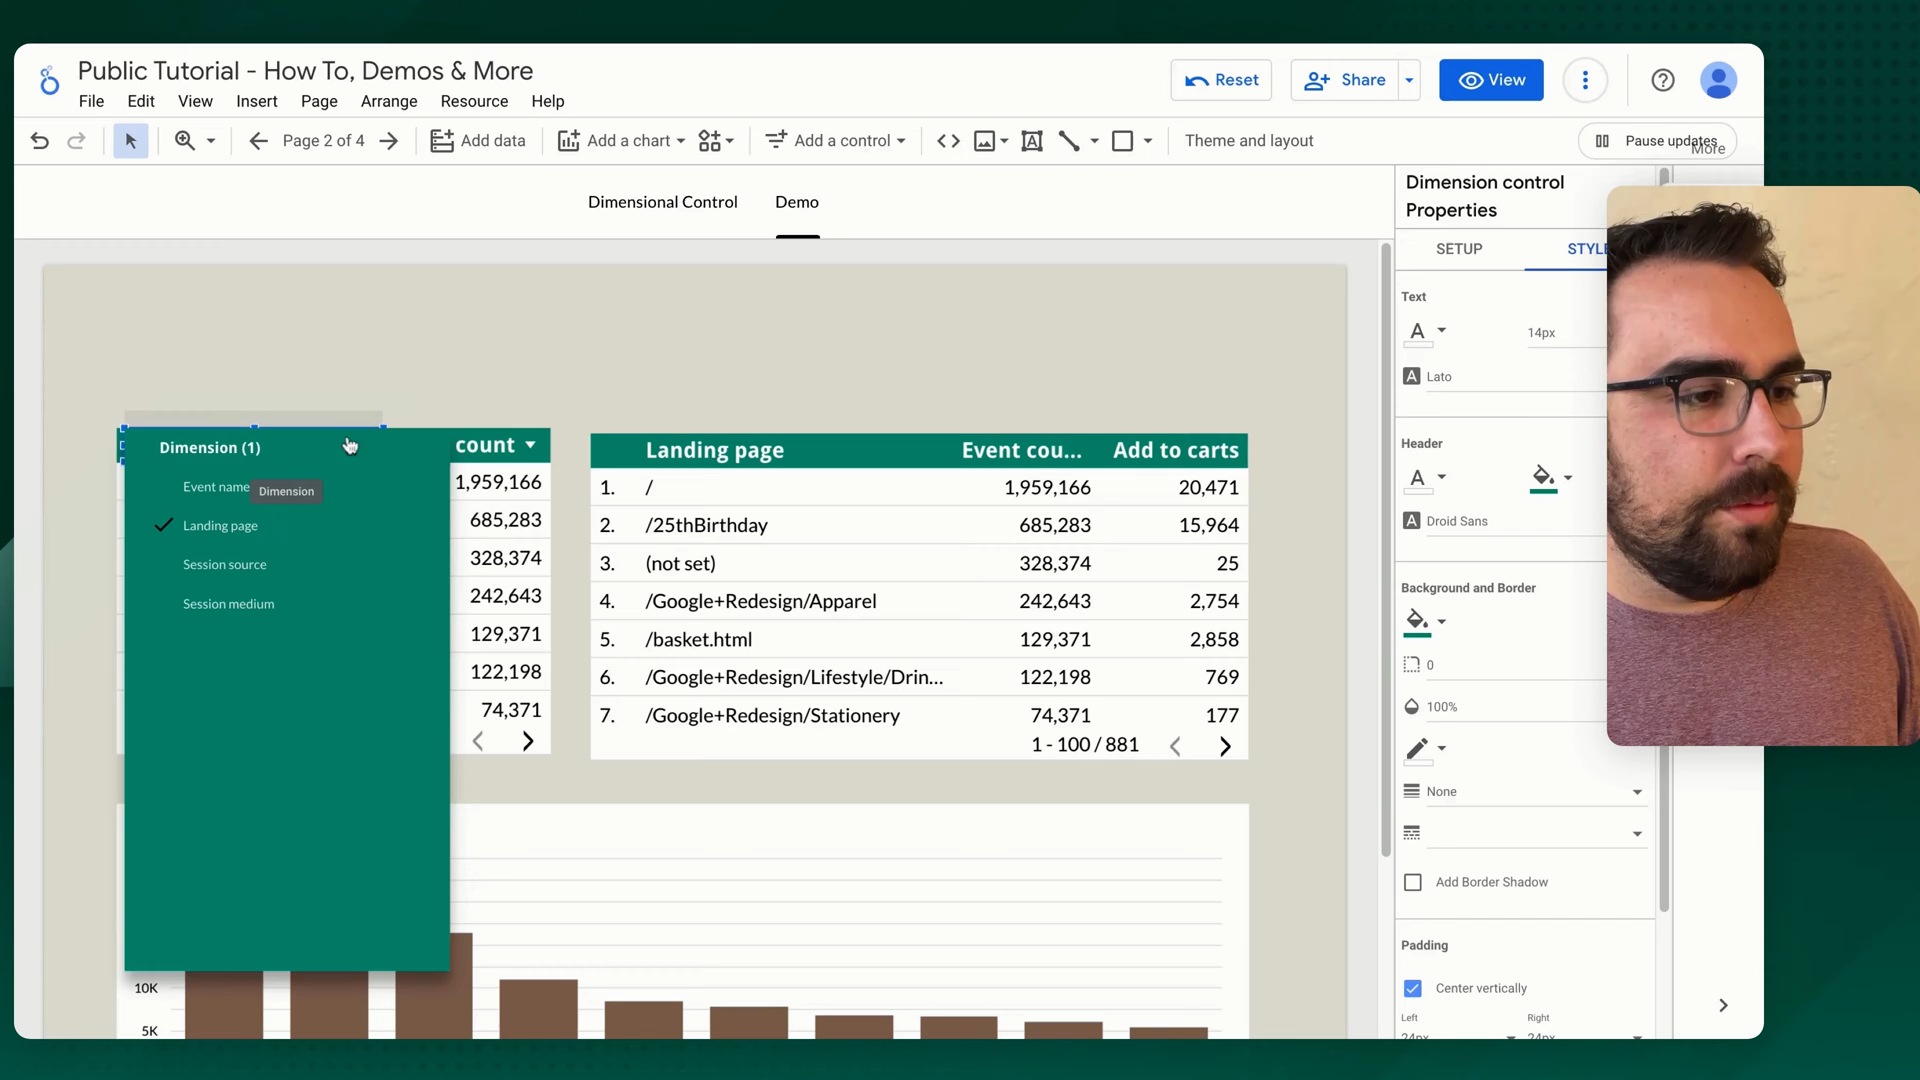 Public Tutorial - How To, Demos & More
Reset
Share
View
File Edit View Insert Page Arrange Resource Help
Page 2 of 4
Add data
Add a chart
Add a control
Theme and layout
Pause updates
More
Dimensional Control
Demo
Dimension (1)
Event name
Dimension
Landing page
Session source
Session medium
count
1,959,166
685,283
328,374
242,643
129,371
122,198
74,371
Landing page Event cou... Add to carts
1. / 1,959,166 20,471
2. /25thBirthday 685,283 15,964
3. (not set) 328,374 25
4. /Google+Redesign/Apparel 242,643 2,754
5. /basket.html 129,371 2,858
6. /Google+Redesign/Lifestyle/Drin... 122,198 769
7. /Google+Redesign/Stationery 74,371 177
1 - 100 / 881
10K
5K
Dimension control
Properties
SETUP
STYLE
Text
A
14px
Lato
Header
A
Droid Sans
Background and Border
0
100%
None
Add Border Shadow
Padding
Center vertically
Left Right
24px 24px